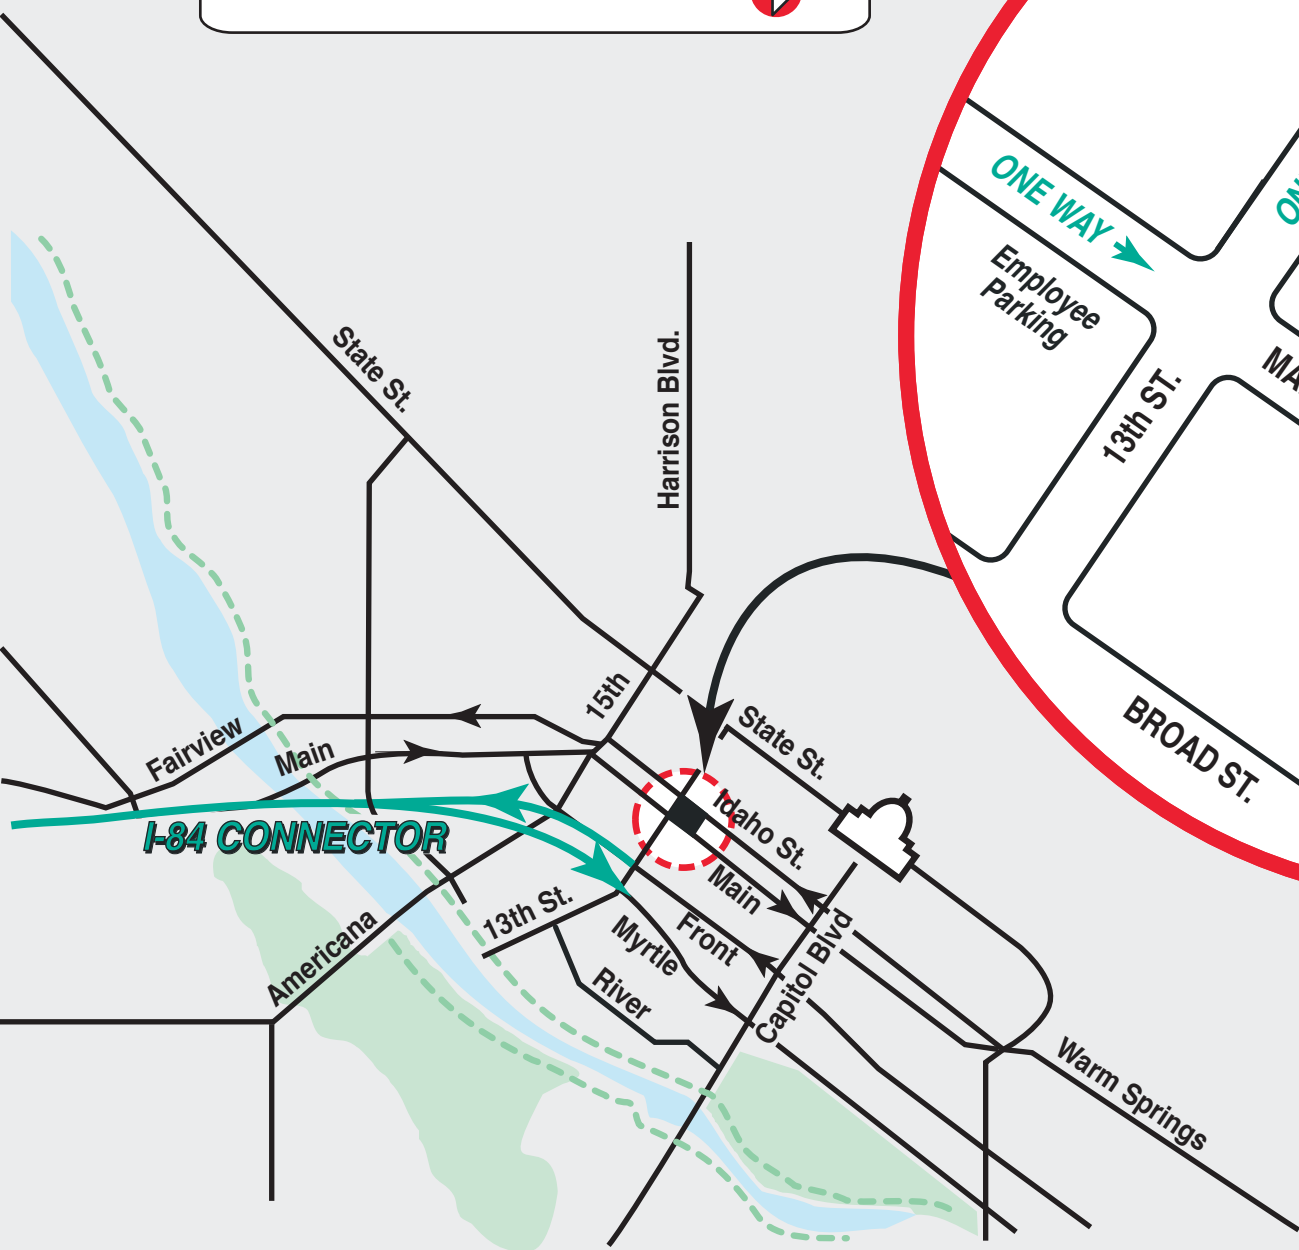 ONE WAY
Employee
Parking
13th ST.
BROAD ST.
State St.
Harrison Blvd.
15th
State St.
Fairview
Main
Idaho St.
I-84 CONNECTOR
Main
13th St.
Front
Myrtle
Americana
River
Capitol Blvd
Warm Springs